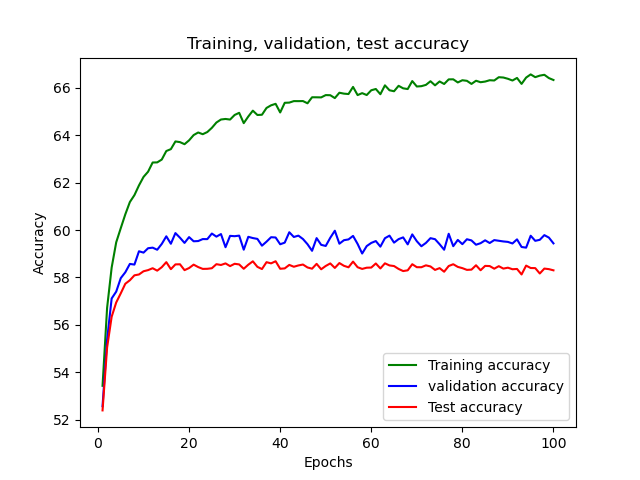 Training, validation, test accuracy
Accuracy
66
64
62
60
58
56
54
52
0
20
40
60
80
100
Epochs
Training accuracy
validation accuracy
Test accuracy